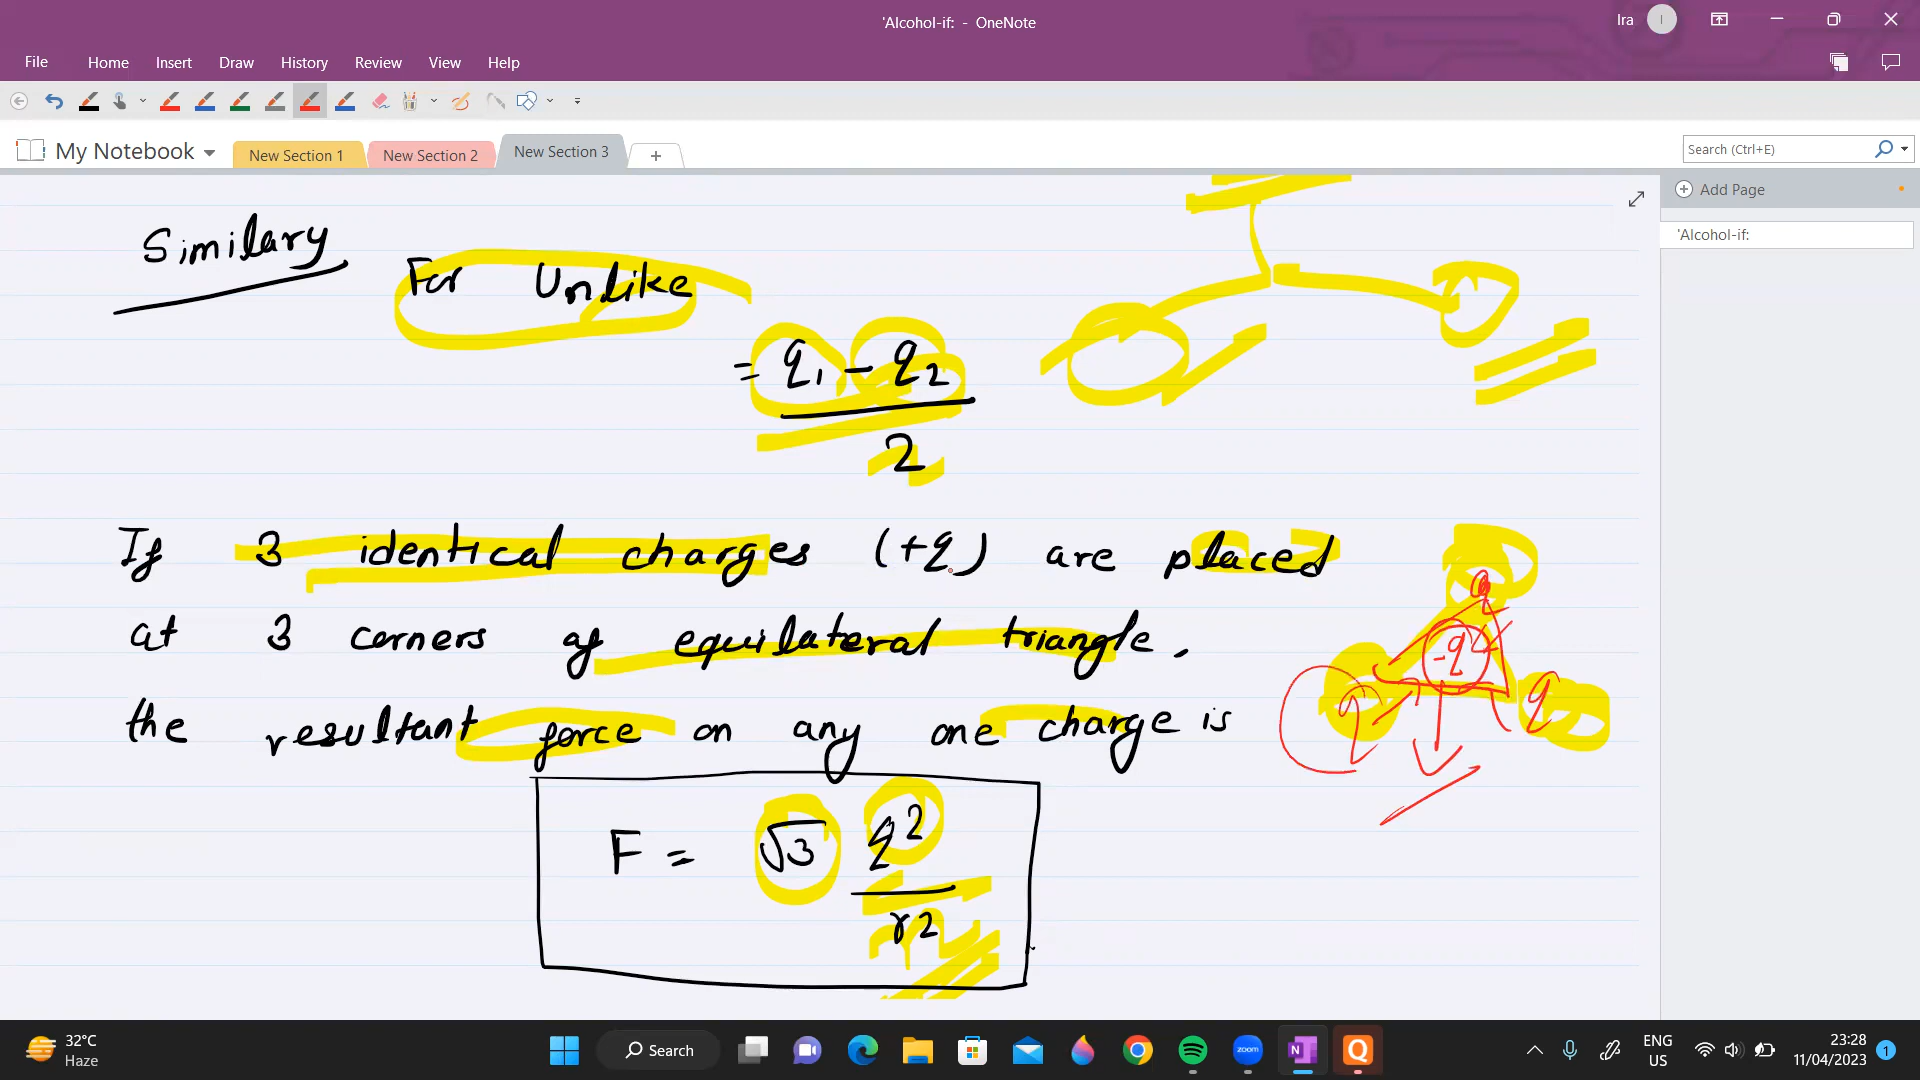 'Alcohol-if: - OneNote
Ira I
File Home Insert Draw History Review View Help
My Notebook New Section 1 New Section 2 New Section 3 +
Search (Ctrl+E)
Add Page
'Alcohol-if:
Similary
For Unlike
= q1 - q2
2
If 3 identical charges (+q) are placed
at 3 corners of equilateral triangle.
the resultant force on any one charge is
q
-q
q q
F = √3 q2
r2
32°C
Haze
Search
zoom
N
Q
ENG
US
23:28
11/04/2023
1